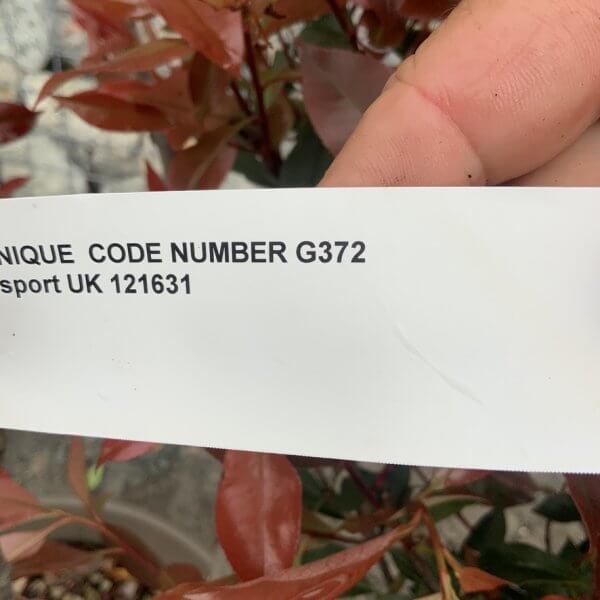 NIQUE CODE NUMBER G372
sport UK 121631